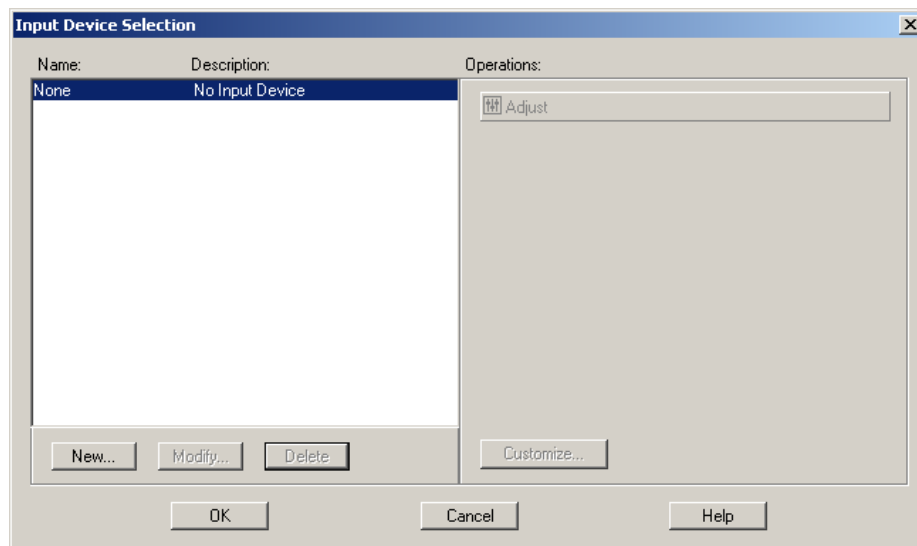 Input Device Selection
Name: Description: Operations:
None No Input Device
Adjust
New... Modify... Delete Customize...
OK Cancel Help